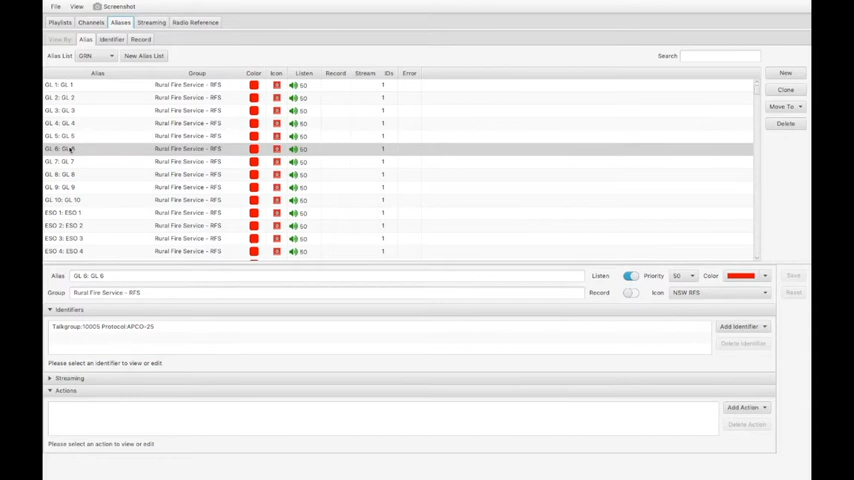 File View Screenshot
Playlists Channels Aliases Streaming Radio Reference
View By: Alias Identifier Record
Alias List GRN New Alias List Search
Alias Group Color Icon Listen Record Stream IDs Error
GL 1: GL 1 Rural Fire Service - RFS 50 1
GL 2: GL 2 Rural Fire Service - RFS 50 1
GL 3: GL 3 Rural Fire Service - RFS 50 1
GL 4: GL 4 Rural Fire Service - RFS 50 1
GL 5: GL 5 Rural Fire Service - RFS 50 1
GL 6: GL 6 Rural Fire Service - RFS 50 1
GL 7: GL 7 Rural Fire Service - RFS 50 1
GL 8: GL 8 Rural Fire Service - RFS 50 1
GL 9: GL 9 Rural Fire Service - RFS 50 1
GL 10: GL 10 Rural Fire Service - RFS 50 1
ESO 1: ESO 1 Rural Fire Service - RFS 50 1
ESO 2: ESO 2 Rural Fire Service - RFS 50 1
ESO 3: ESO 3 Rural Fire Service - RFS 50 1
ESO 4: ESO 4 Rural Fire Service - RFS 50 1
New
Clone
Move To
Delete
Alias GL 6: GL 6 Listen Priority 50 Color Save
Group Rural Fire Service - RFS Record Icon NSW RFS Reset
Identifiers
Talkgroup:10005 Protocol:APCO-25 Add Identifier
Delete Identifier
Please select an identifier to view or edit
Streaming
Actions
Add Action
Delete Action
Please select an action to view or edit